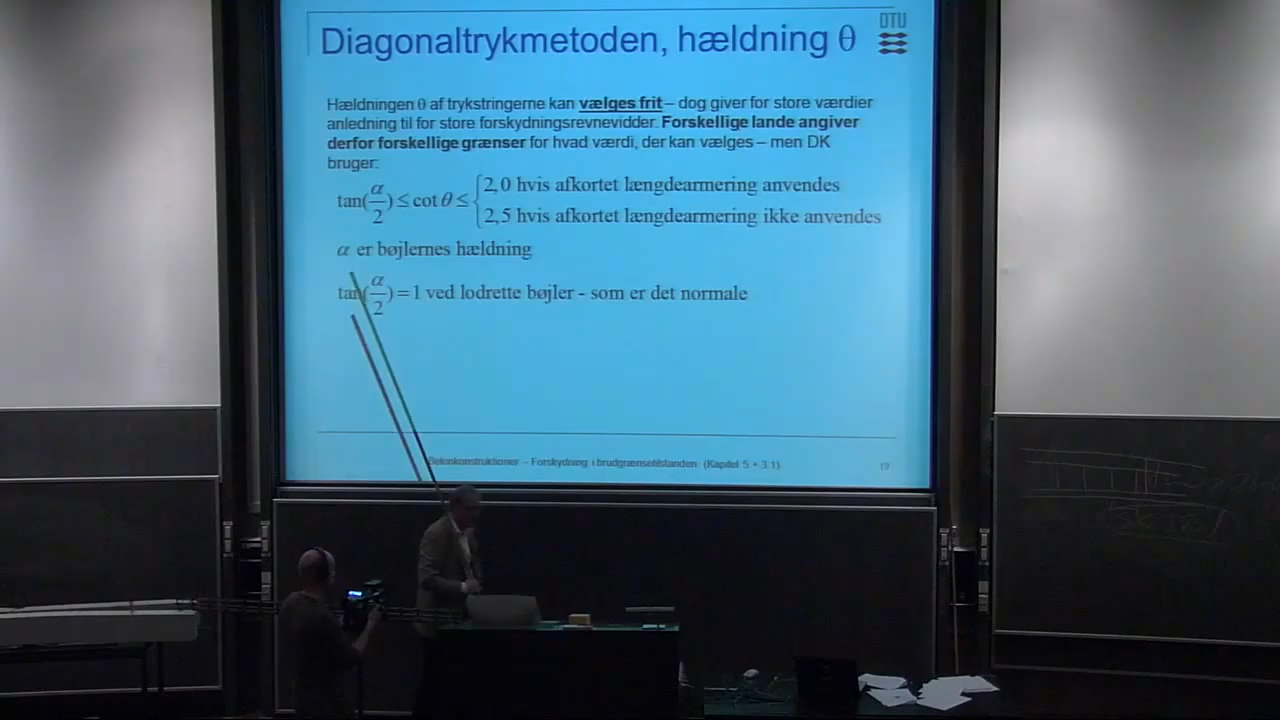 Diagonaltrykmetoden, hældning θ
DTU
Hældningen θ af trykstringerne kan vælges frit – dog giver for store værdier
anledning til for store forskydningsrevnevidder. Forskellige lande angiver
derfor forskellige grænser for hvad værdi, der kan vælges – men DK
bruger:
tan(α/2) ≤ cot θ ≤ { 2,0 hvis afkortet længdearmering anvendes
2,5 hvis afkortet længdearmering ikke anvendes
α er bøjlernes hældning
tan(α/2) = 1 ved lodrette bøjler - som er det normale
Betonkonstruktioner – Forskydning i brudgrænsetilstanden (Kapitel 5 + 3.1)
19